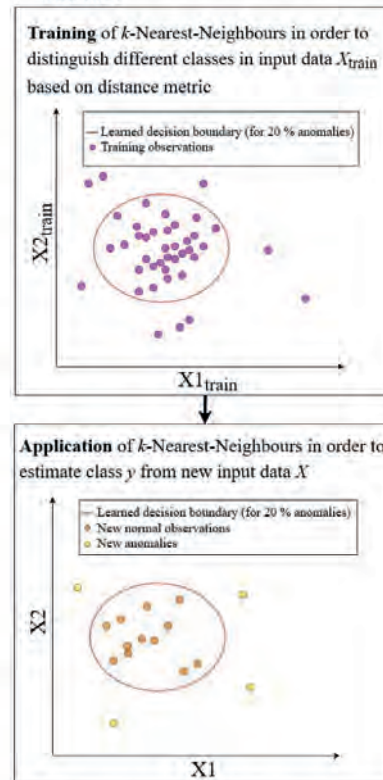 Training of k-Nearest-Neighbours in order to
distinguish different classes in input data Xtrain
based on distance metric
Learned decision boundary (for 20 % anomalies)
Training observations
X2train
X1train
Application of k-Nearest-Neighbours in order to
estimate class y from new input data X
Learned decision boundary (for 20 % anomalies)
New normal observations
New anomalies
X2
X1